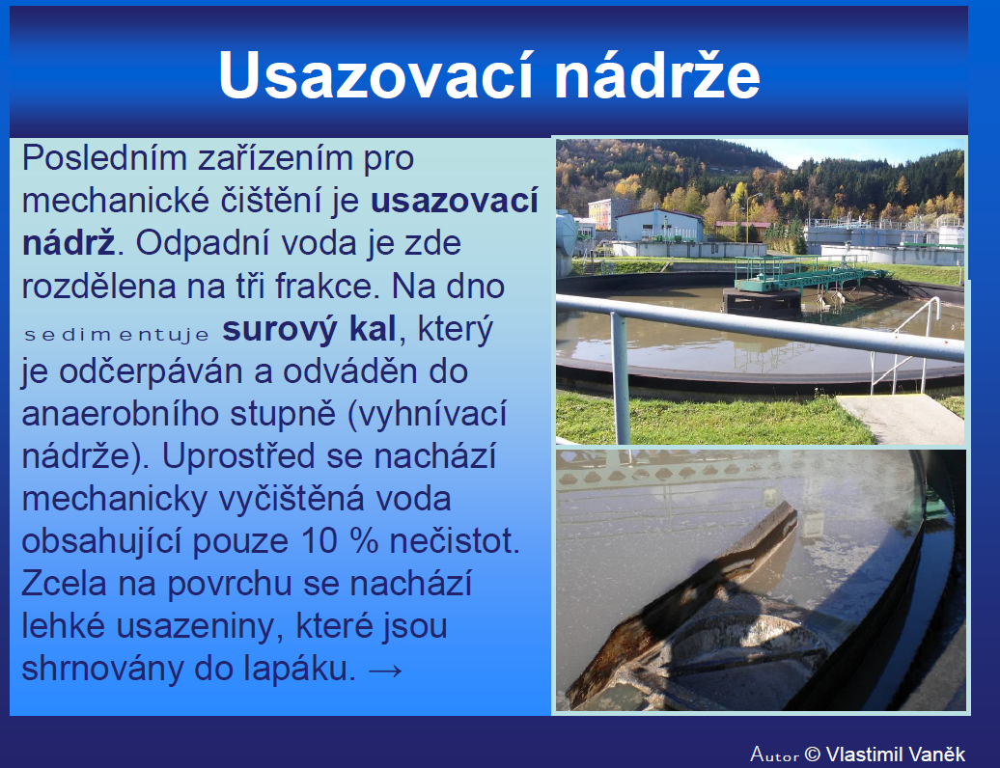 Usazovací nádrže
Posledním zařízením pro
mechanické čištění je usazovací
nádrž. Odpadní voda je zde
rozdělena na tři frakce. Na dno
sedimentuje surový kal, který
je odčerpáván a odváděn do
anaerobního stupně (vyhnívací
nádrže). Uprostřed se nachází
mechanicky vyčištěná voda
obsahující pouze 10 % nečistot.
Zcela na povrchu se nachází
lehké usazeniny, které jsou
shrnovány do lapáku. →
Autor © Vlastimil Vaněk